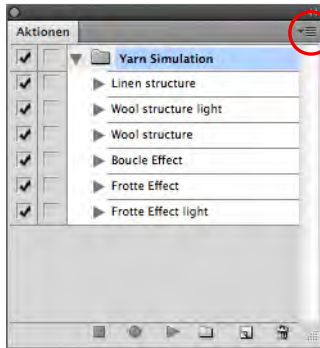 Aktionen
Yarn Simulation
Linen structure
Wool structure light
Wool structure
Boucle Effect
Frotte Effect
Frotte Effect light